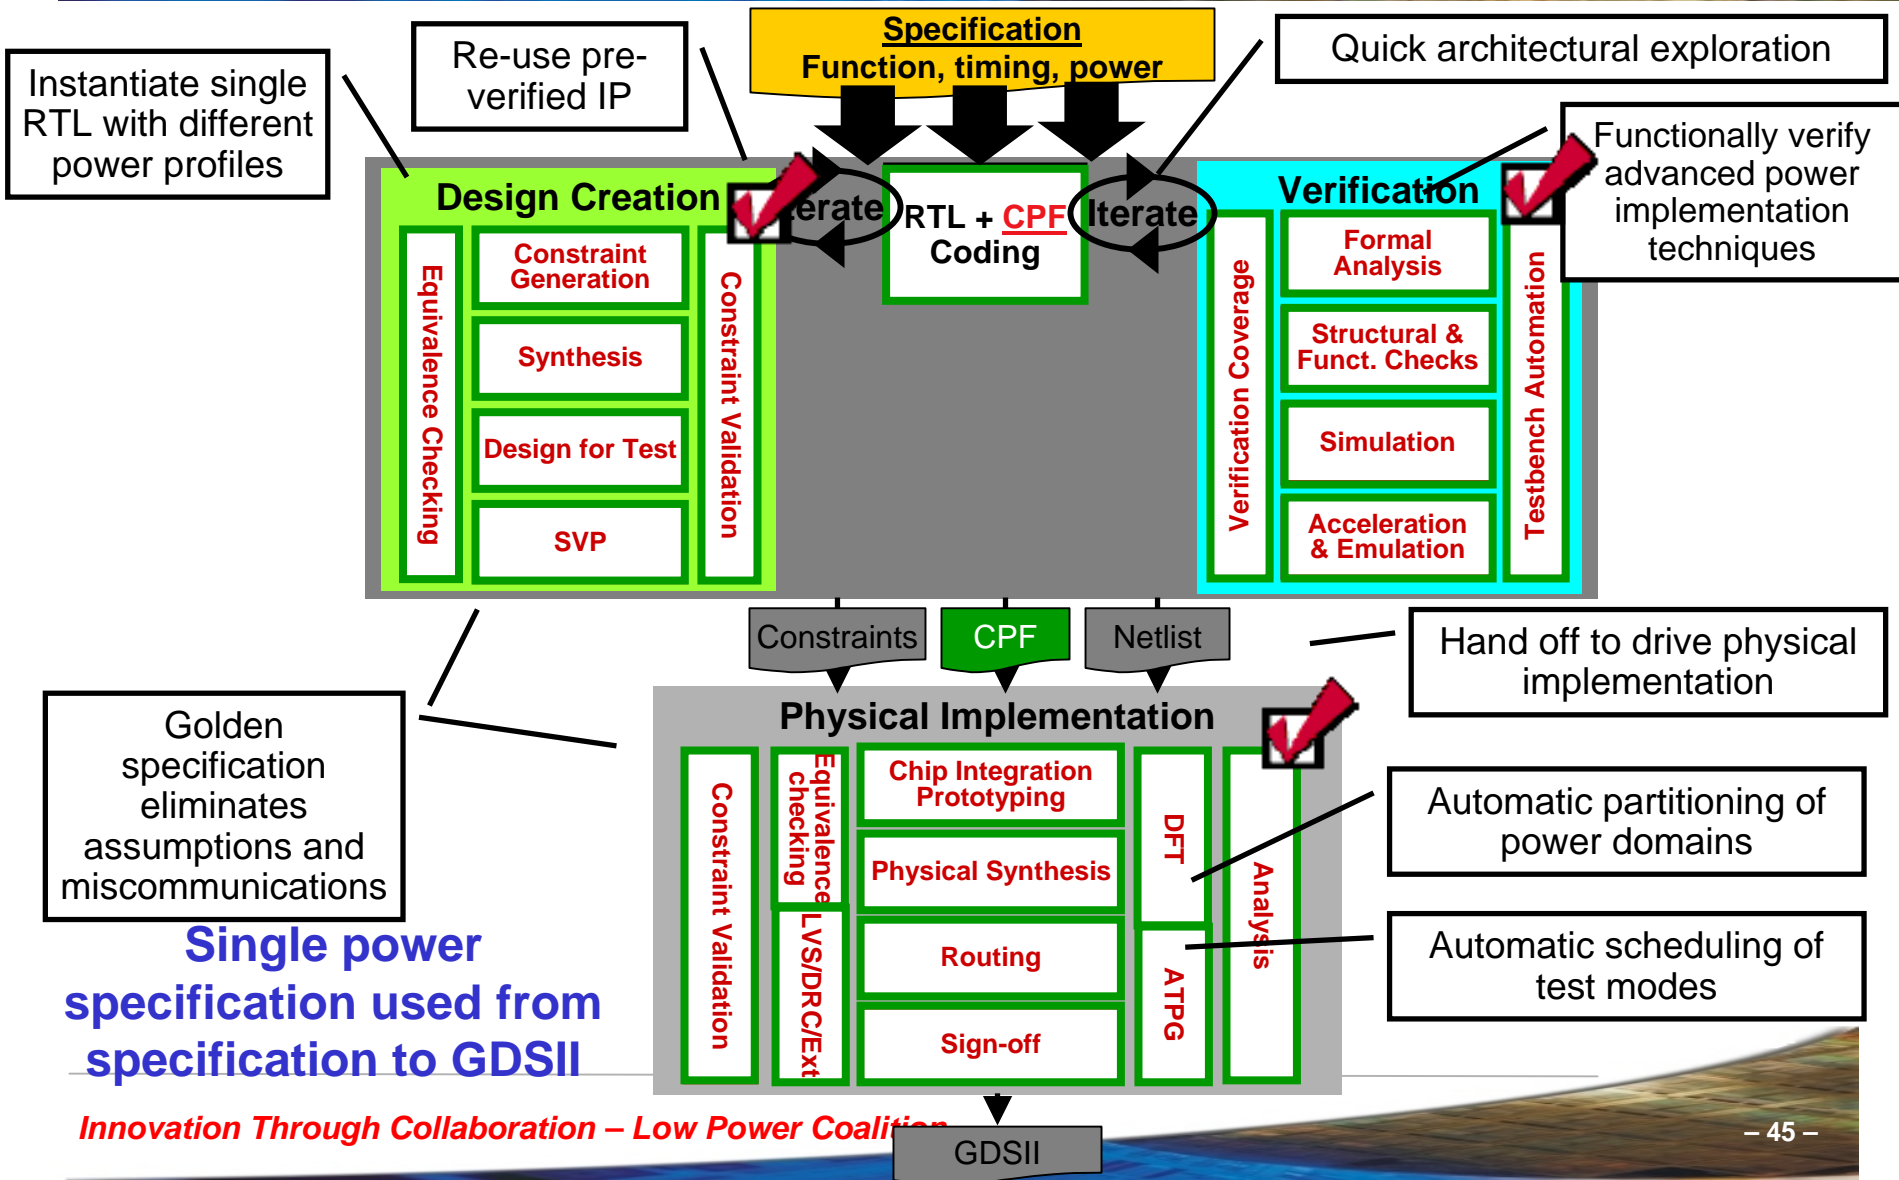 Specification
Function, timing, power
Instantiate single
RTL with different
power profiles
Re-use pre-
verified IP
Quick architectural exploration
Functionally verify
advanced power
implementation
techniques
Design Creation
Iterate
RTL + CPF
Coding
Iterate
Verification
Equivalence Checking
Constraint
Generation
Synthesis
Design for Test
SVP
Constraint Validation
Verification Coverage
Formal
Analysis
Structural &
Funct. Checks
Simulation
Acceleration
& Emulation
Testbench Automation
Constraints
CPF
Netlist
Hand off to drive physical
implementation
Golden
specification
eliminates
assumptions and
miscommunications
Physical Implementation
Constraint Validation
Equivalence
checking
LVS/DRC/Ext
Chip Integration
Prototyping
Physical Synthesis
Routing
Sign-off
DFT
ATPG
Analysis
Automatic partitioning of
power domains
Automatic scheduling of
test modes
Single power
specification used from
specification to GDSII
Innovation Through Collaboration – Low Power Coalition
GDSII
– 45 –